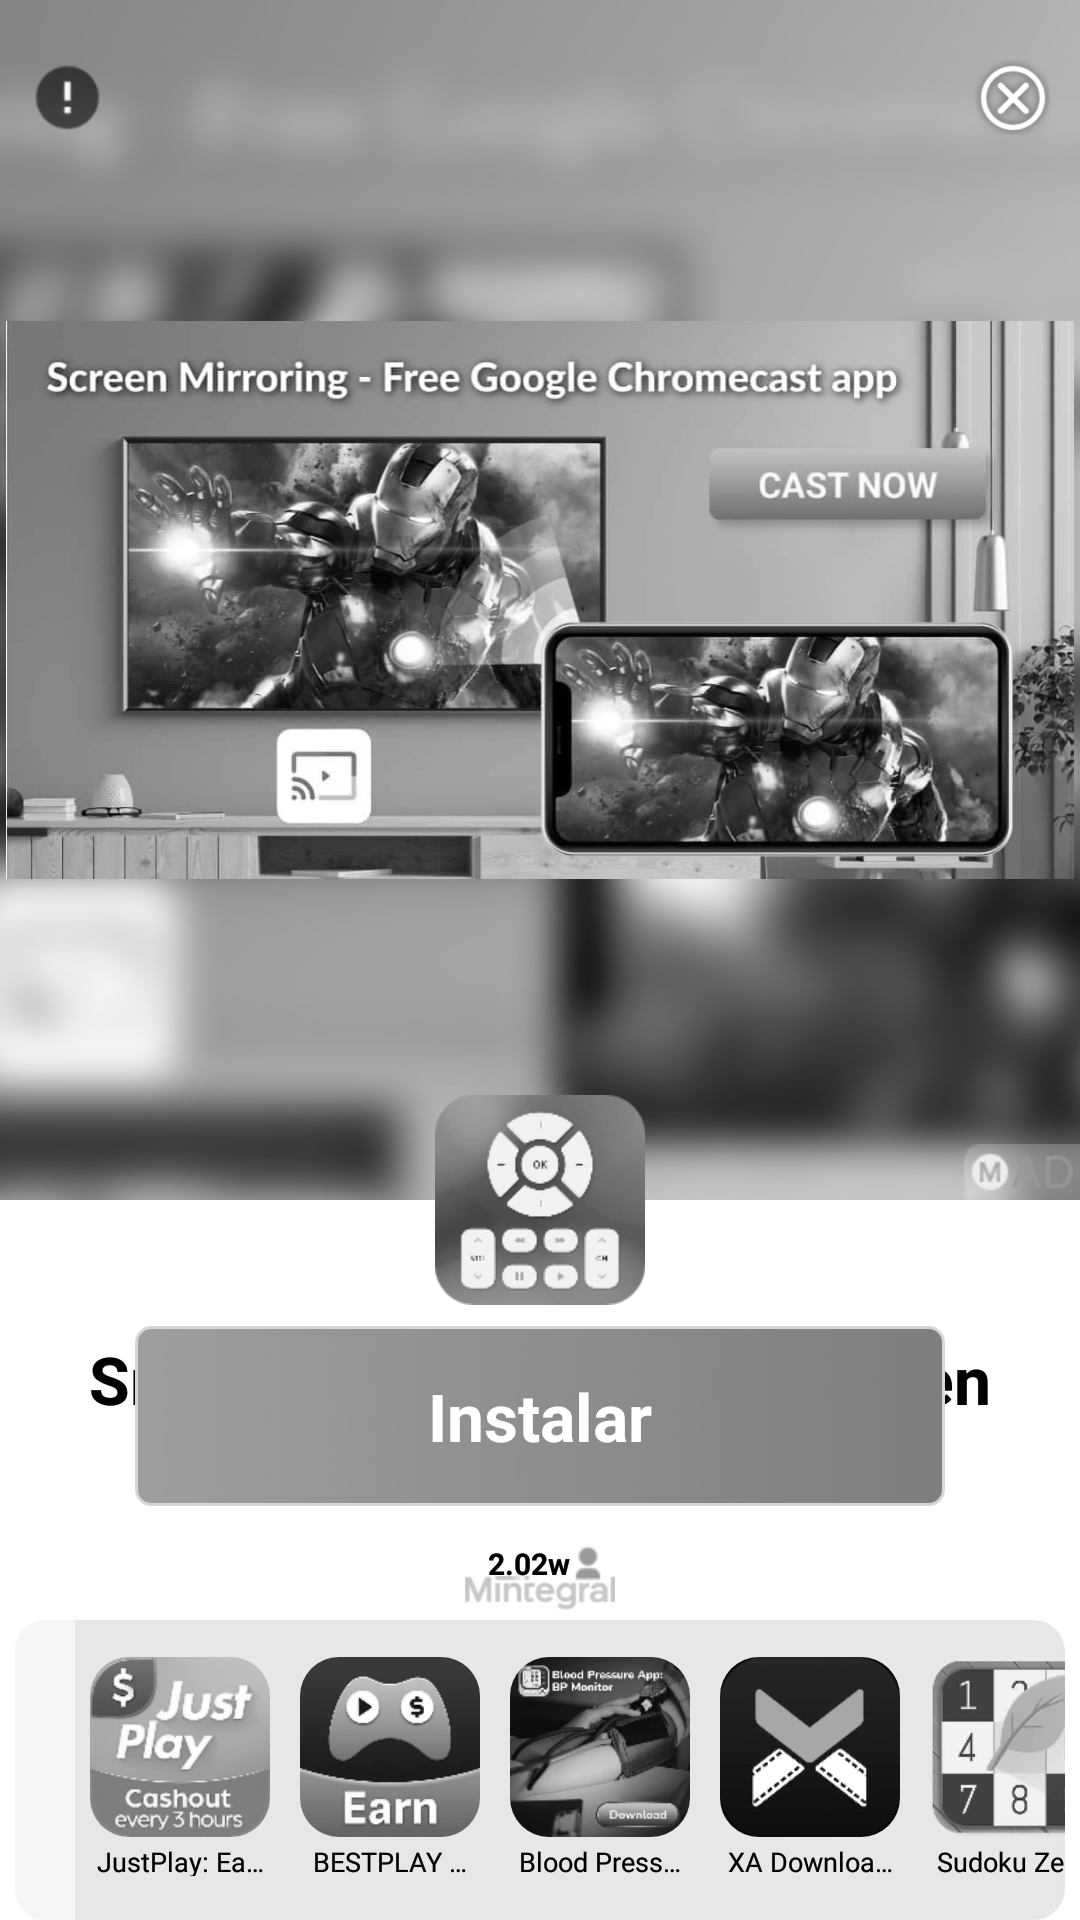 Screen Mirroring - Free Google Chromecast app
CAST NOW
M AD
OK
CH
en
Instalar
2.02w
Mintegral
$ Just Play
Cashout
every 3 hours
$
Earn
Blood Pressure App:
BP Monitor
Download
1
4
7 8
JustPlay: Ea...
BESTPLAY ...
Blood Press...
XA Downloa...
Sudoku Ze